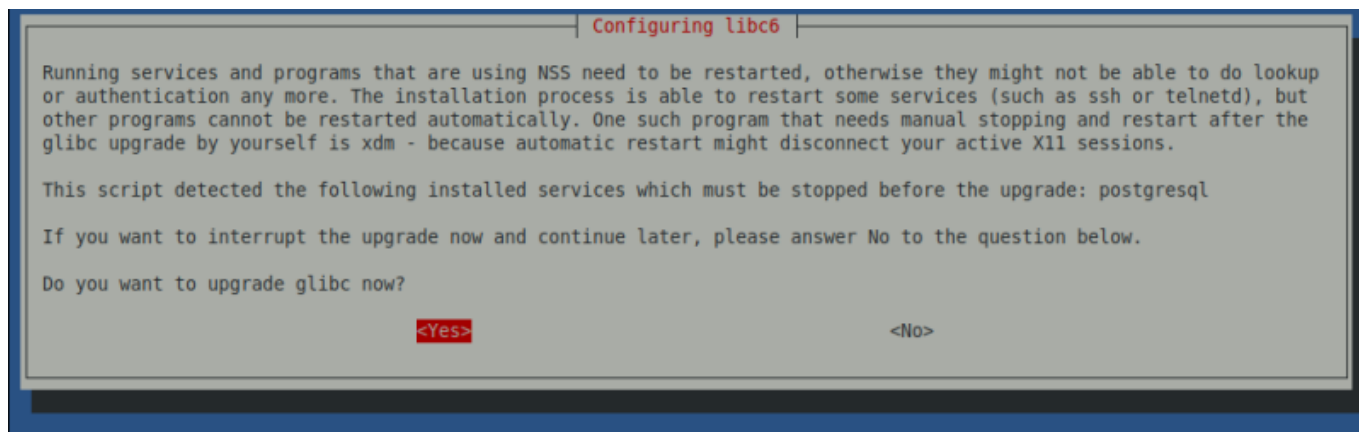 Configuring libc6
Running services and programs that are using NSS need to be restarted, otherwise they might not be able to do lookup
or authentication any more. The installation process is able to restart some services (such as ssh or telnetd), but
other programs cannot be restarted automatically. One such program that needs manual stopping and restart after the
glibc upgrade by yourself is xdm - because automatic restart might disconnect your active X11 sessions.
This script detected the following installed services which must be stopped before the upgrade: postgresql
If you want to interrupt the upgrade now and continue later, please answer No to the question below.
Do you want to upgrade glibc now?
<Yes> <No>